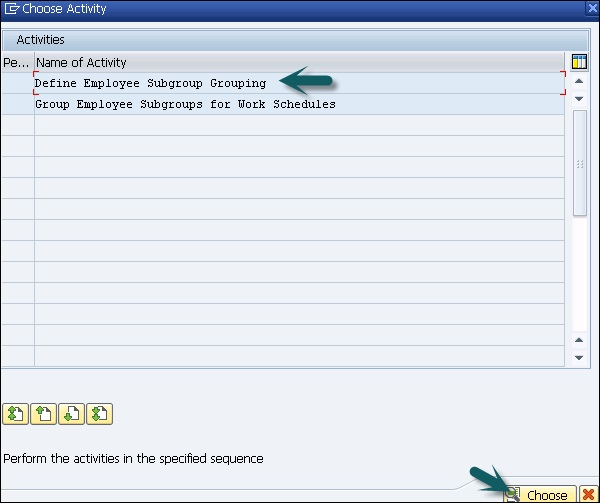 Choose Activity
Activities
Pe... Name of Activity
Define Employee Subgroup Grouping
Group Employee Subgroups for Work Schedules
Perform the activities in the specified sequence
Choose